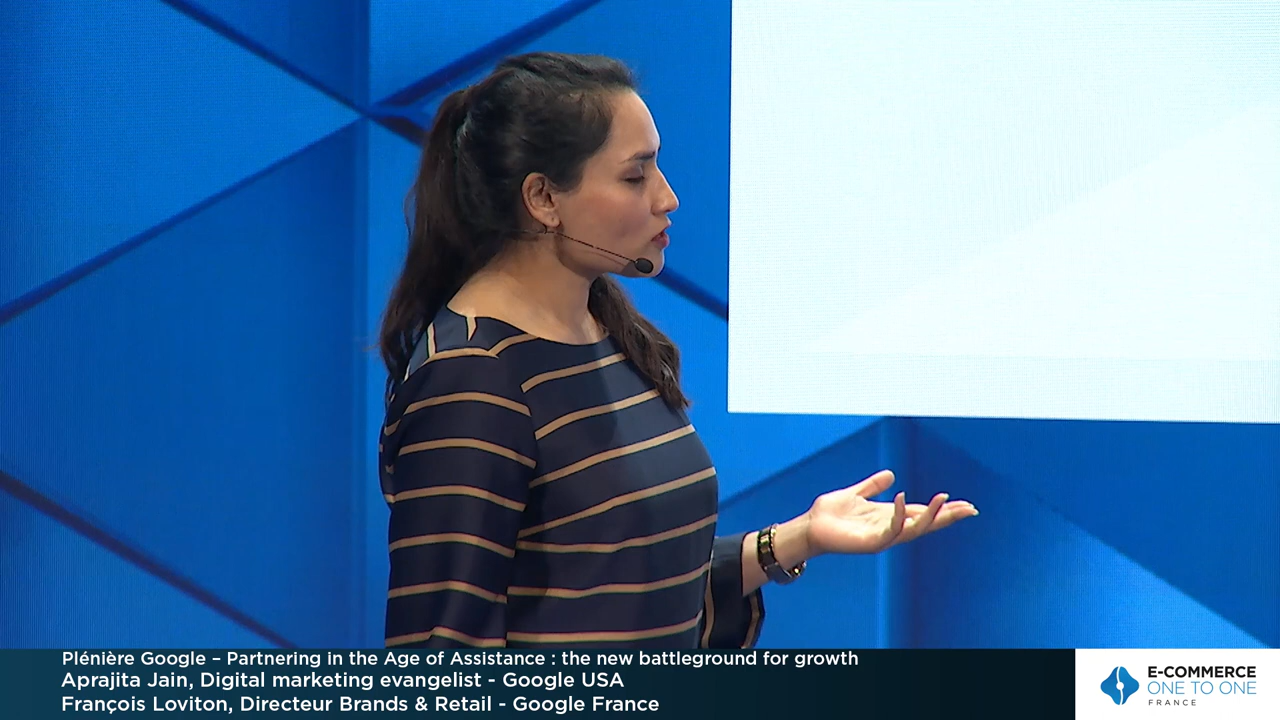 Plénière Google – Partnering in the Age of Assistance : the new battleground for growth
Aprajita Jain, Digital marketing evangelist - Google USA
François Loviton, Directeur Brands & Retail - Google France
E-COMMERCE
ONE TO ONE
FRANCE